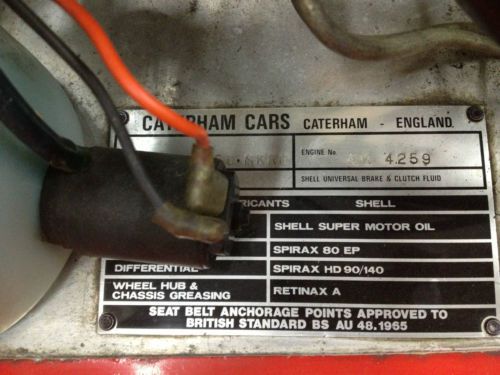 CATERHAM CARS CATERHAM - ENGLAND.
ENGINE No.
4.259
SHELL UNIVERSAL BRAKE & CLUTCH FLUID
SHELL
SHELL SUPER MOTOR OIL
SPIRAX 80 EP
DIFFERENTIAL SPIRAX HD 90/140
WHEEL HUB & CHASSIS GREASING RETINAX A
SEAT BELT ANCHORAGE POINTS APPROVED TO
BRITISH STANDARD BS AU 48.1965